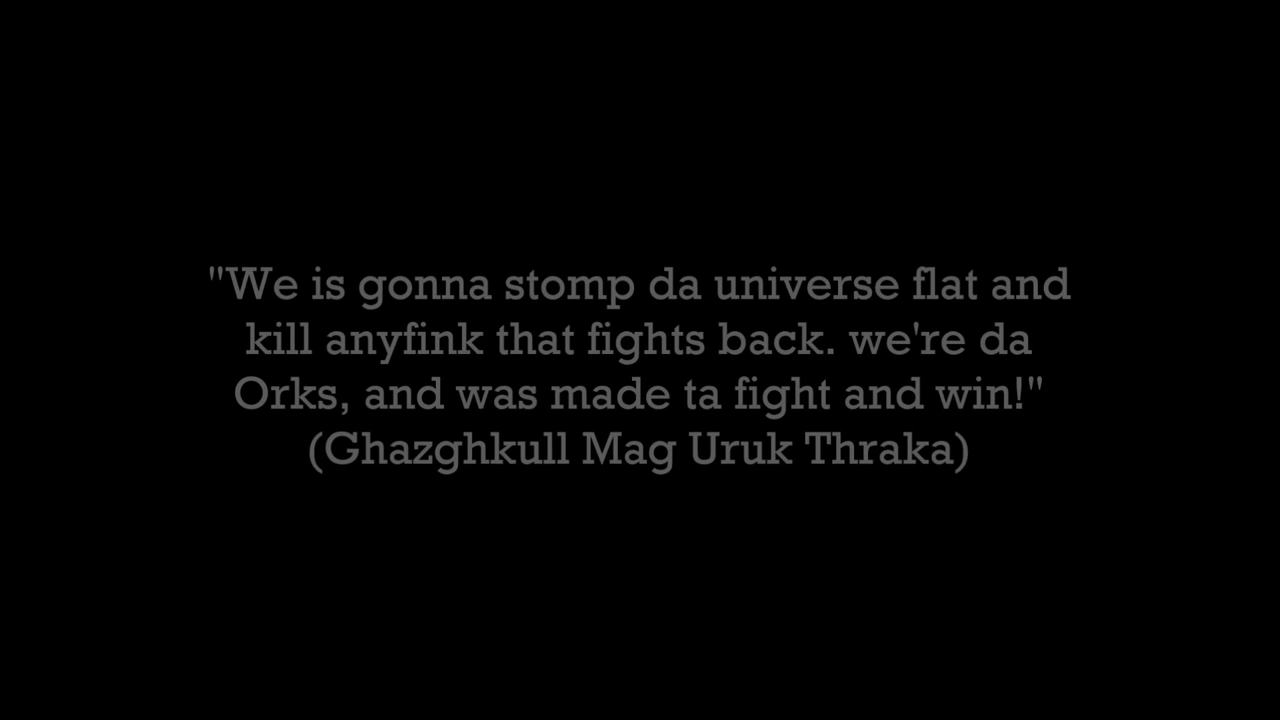 "We is gonna stomp da universe flat and
kill anyfink that fights back. we're da
Orks, and was made ta fight and win!"
(Ghazghkull Mag Uruk Thraka)